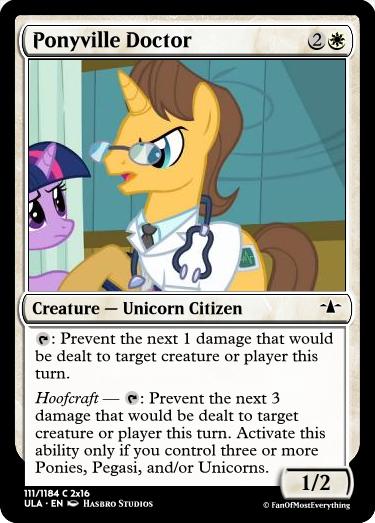 Ponyville Doctor 2
Creature — Unicorn Citizen
: Prevent the next 1 damage that would
be dealt to target creature or player this
turn.
Hoofcraft — : Prevent the next 3
damage that would be dealt to target
creature or player this turn. Activate this
ability only if you control three or more
Ponies, Pegasi, and/or Unicorns.
1/2
111/1184 C 2x16
ULA • EN Hasbro Studios
© FanOfMostEverything